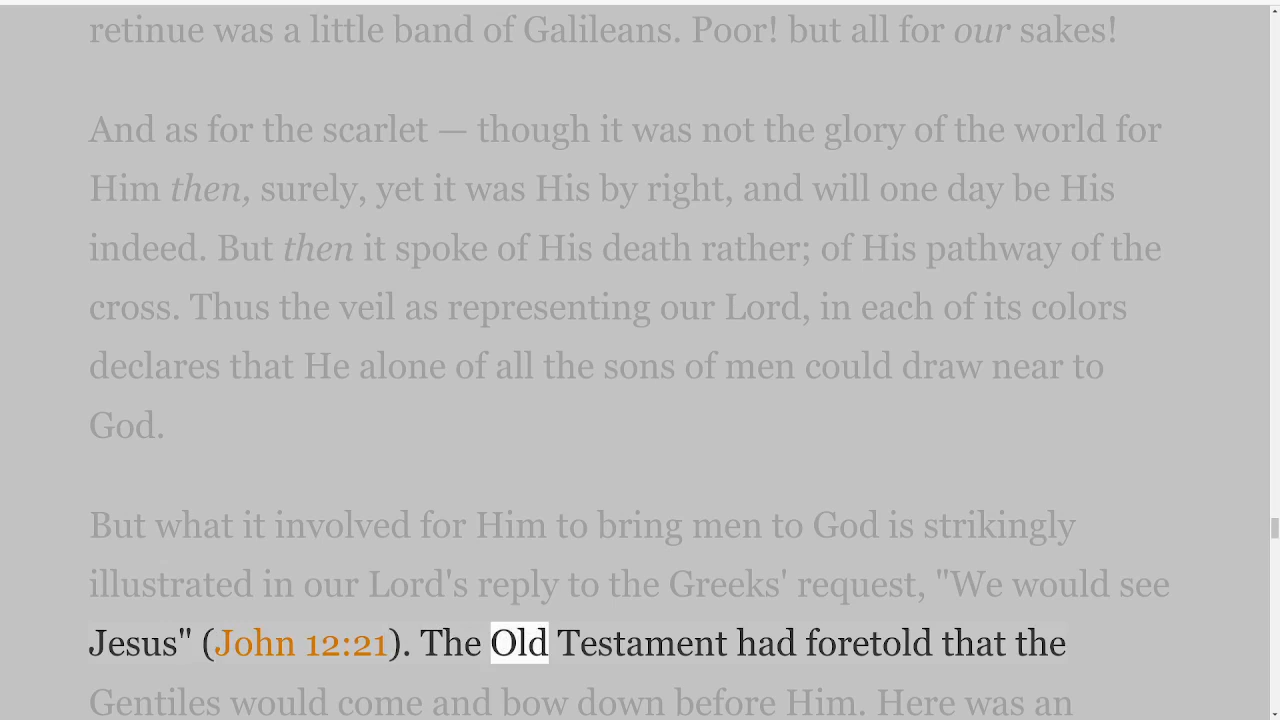 retinue was a little band of Galileans. Poor! but all for our sakes!
And as for the scarlet — though it was not the glory of the world for
Him then, surely, yet it was His by right, and will one day be His
indeed. But then it spoke of His death rather; of His pathway of the
cross. Thus the veil as representing our Lord, in each of its colors
declares that He alone of all the sons of men could draw near to
God.
But what it involved for Him to bring men to God is strikingly
illustrated in our Lord's reply to the Greeks' request, "We would see
Jesus" (John 12:21). The Old Testament had foretold that the
Gentiles would come and bow down before Him. Here was an